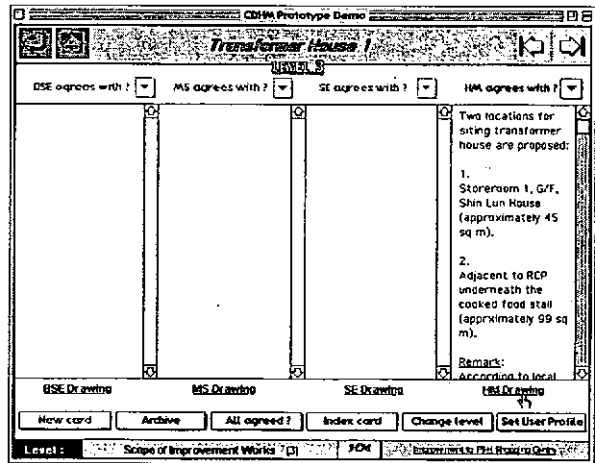 CDHM Prototype Demo
Transformer House 1
LEVEL 3
BSE agrees with ?
MS agrees with ?
SE agrees with ?
HM agrees with ?
Two locations for
siting transformer
house are proposed:
1.
Storeroom 1, G/F,
Shin Lun House
(approximately 45
sq m).
2.
Adjacent to RCP
underneath the
cooked food stall
(apprximately 99 sq
m).
Remark:
According to local
BSE Drawing
MS Drawing
SE Drawing
HM Drawing
New card
Archive
All agreed ?
Index card
Change level
Set User Profile
Level:
Scope of Improvement Works (3)